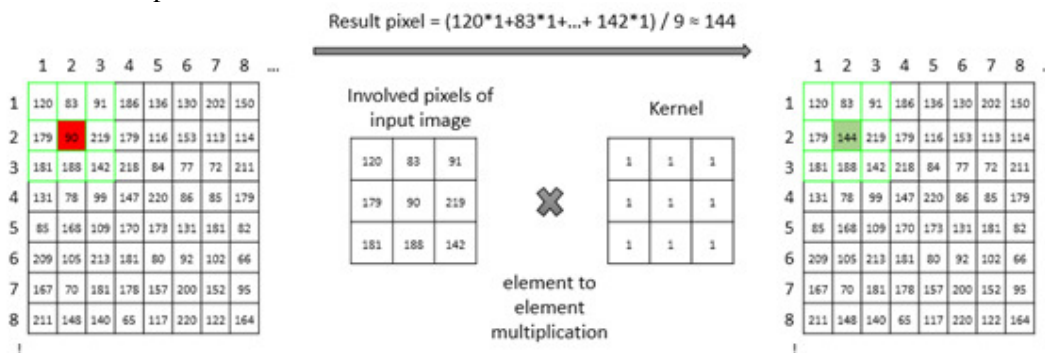 Result pixel = (120*1+83*1+...+ 142*1) / 9 ≈ 144
1 2 3 4 5 6 7 8 ...
1 120 83 91 186 136 130 202 150
2 179 90 219 179 116 153 113 114
3 181 188 142 218 84 77 72 211
4 131 78 99 147 220 86 85 179
5 85 168 109 170 173 131 181 82
6 209 105 213 181 80 92 102 66
7 167 70 181 178 157 200 152 95
8 211 148 140 65 117 220 122 164
Involved pixels of
input image
120 83 91
179 90 219
181 188 142
element to
element
multiplication
Kernel
1 1 1
1 1 1
1 1 1
1 2 3 4 5 6 7 8
1 120 83 91 186 136 130 202 150
2 179 144 219 179 116 153 113 114
3 181 188 142 218 84 77 72 211
4 131 78 99 147 220 86 85 179
5 85 168 109 170 173 131 181 82
6 209 105 213 181 80 92 102 66
7 167 70 181 178 157 200 152 95
8 211 148 140 65 117 220 122 164